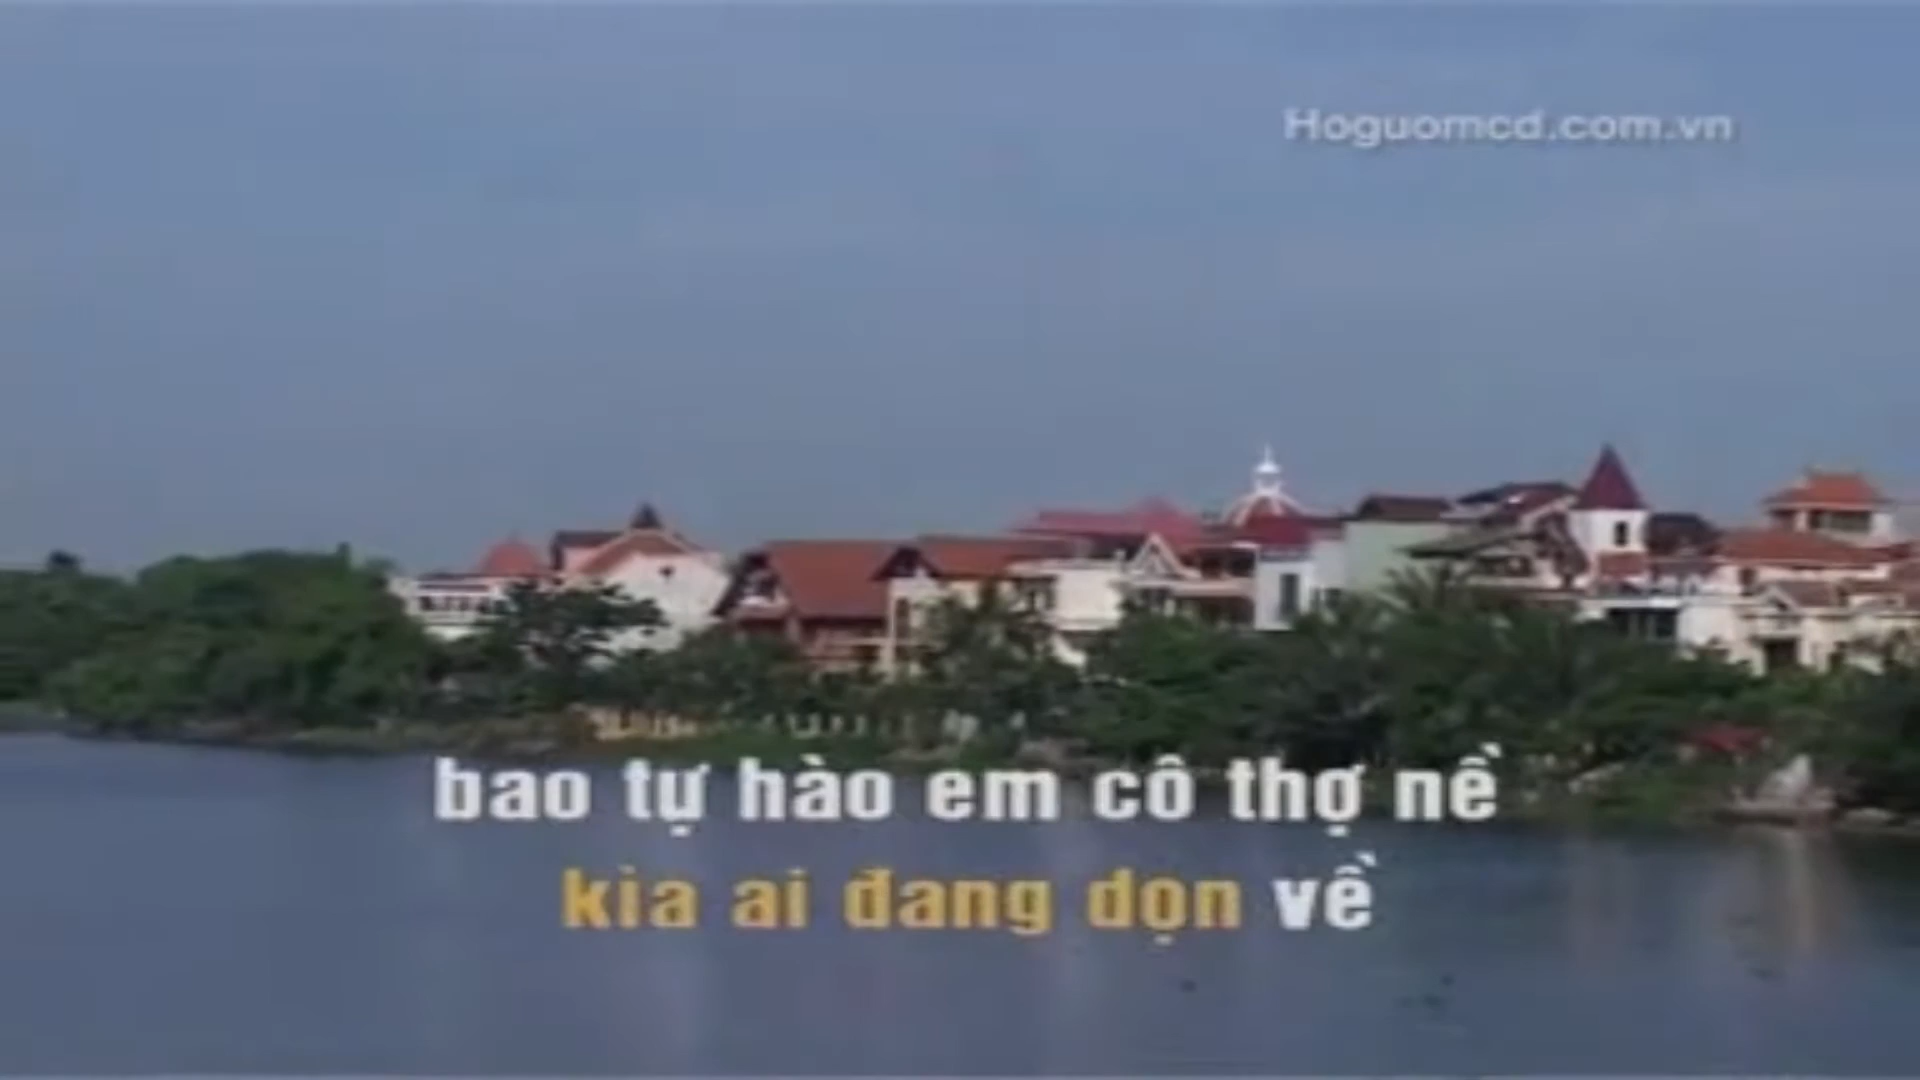 Hoguomcd.com.vn
bao tự hào em cô thợ nề
kia ai đang dọn về